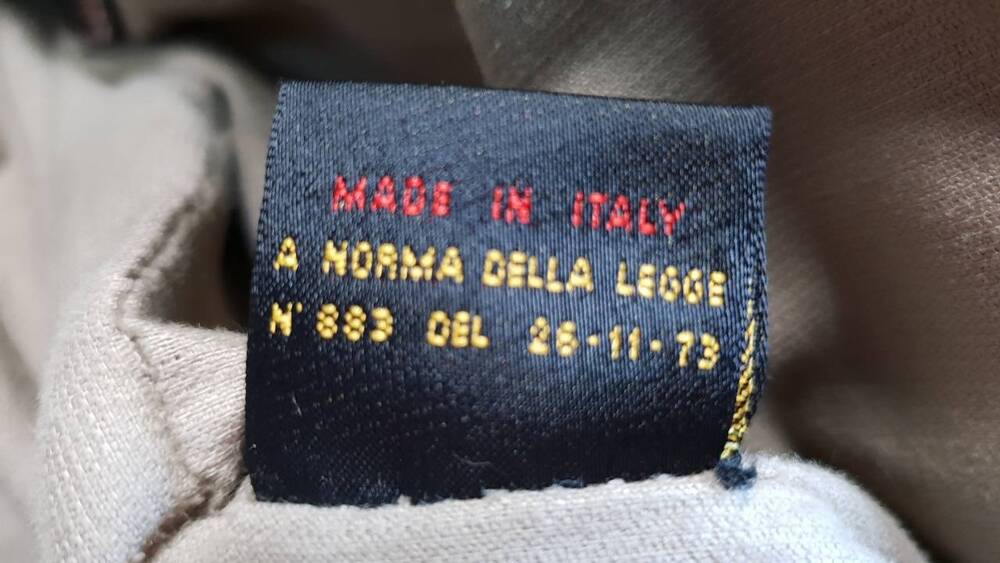 MADE IN ITALY
A NORMA DELLA LEGGE
N° 883 DEL 26-11-73